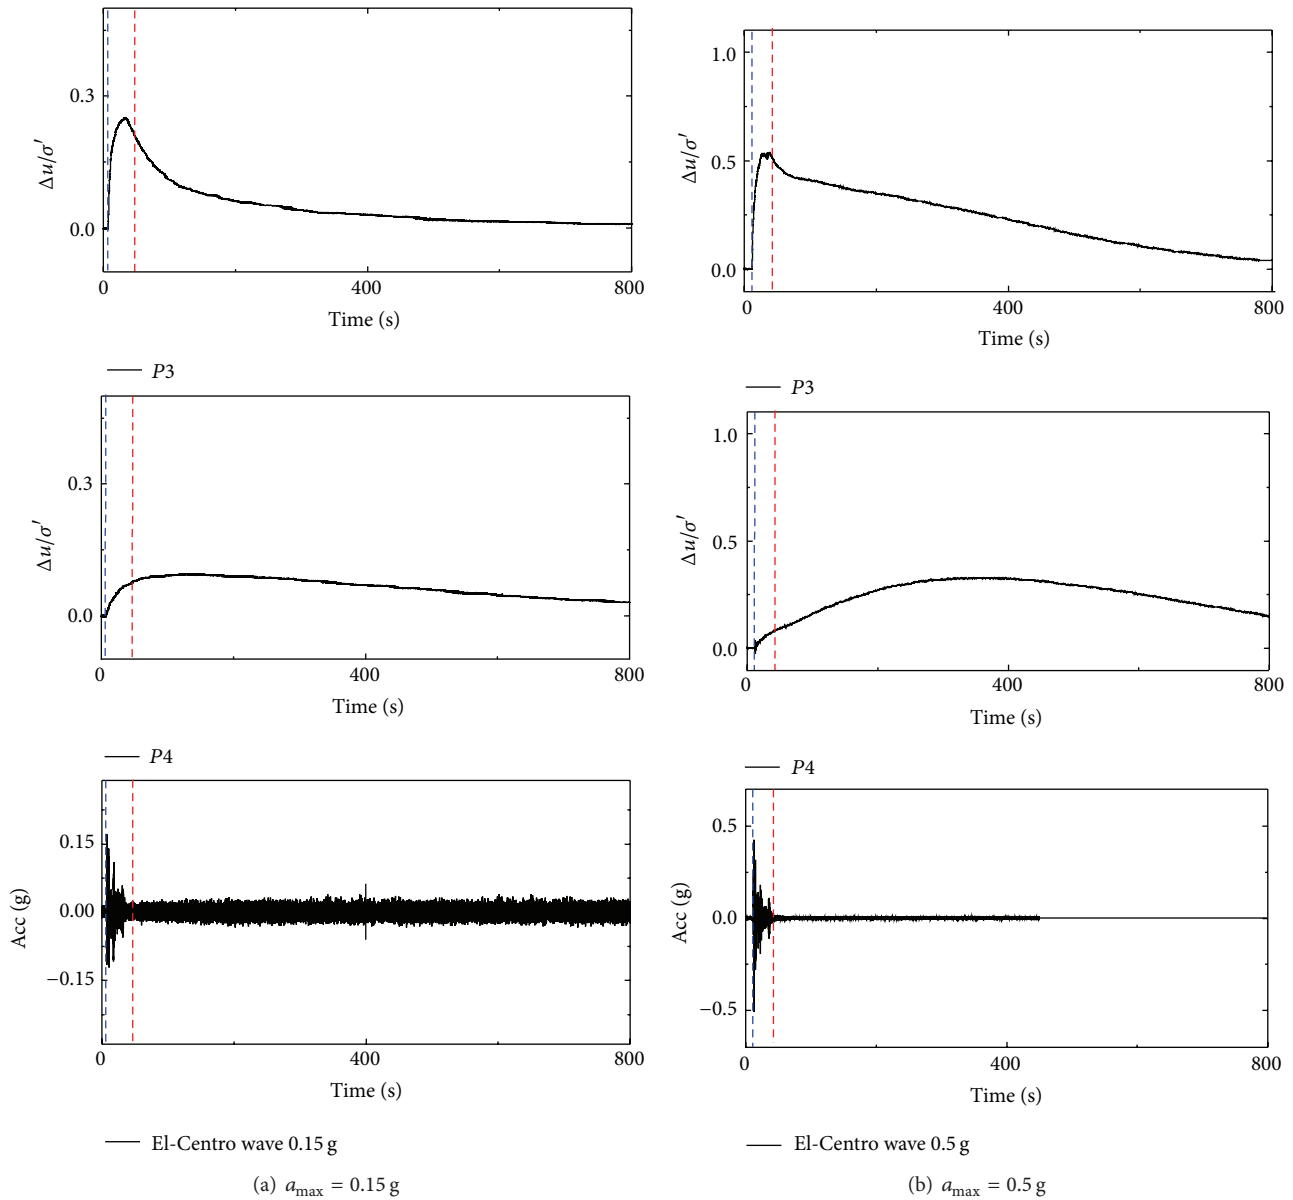 0.3
0.0
Δu/σ′
0 400 800
Time (s)
P3
0.3
0.0
Δu/σ′
0 400 800
Time (s)
P4
0.15
0.00
−0.15
Acc (g)
0 400 800
Time (s)
El-Centro wave 0.15 g
(a) a_max = 0.15 g
1.0
0.5
0.0
Δu/σ′
0 400 800
Time (s)
P3
1.0
0.5
0.0
Δu/σ′
0 400 800
Time (s)
P4
0.5
0.0
−0.5
Acc (g)
0 400 800
Time (s)
El-Centro wave 0.5 g
(b) a_max = 0.5 g